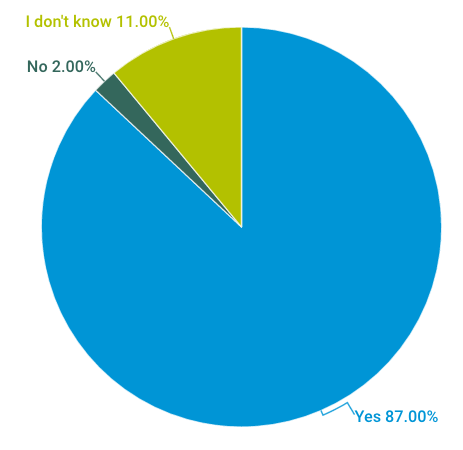 I don't know 11.00%
No 2.00%
Yes 87.00%